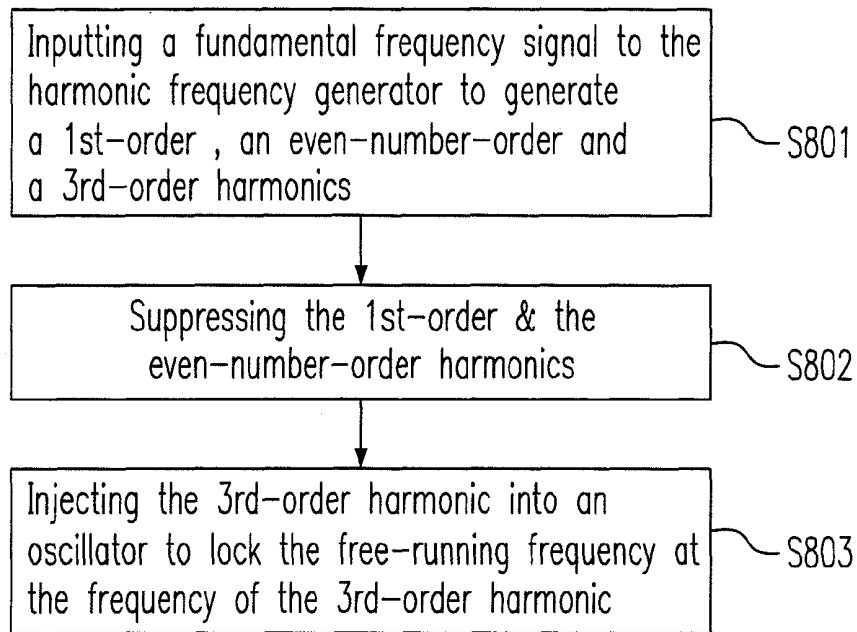 Inputting a fundamental frequency signal to the
harmonic frequency generator to generate
a 1st-order , an even-number-order and
a 3rd-order harmonics
S801
Suppressing the 1st-order & the
even-number-order harmonics
S802
Injecting the 3rd-order harmonic into an
oscillator to lock the free-running frequency at
the frequency of the 3rd-order harmonic
S803